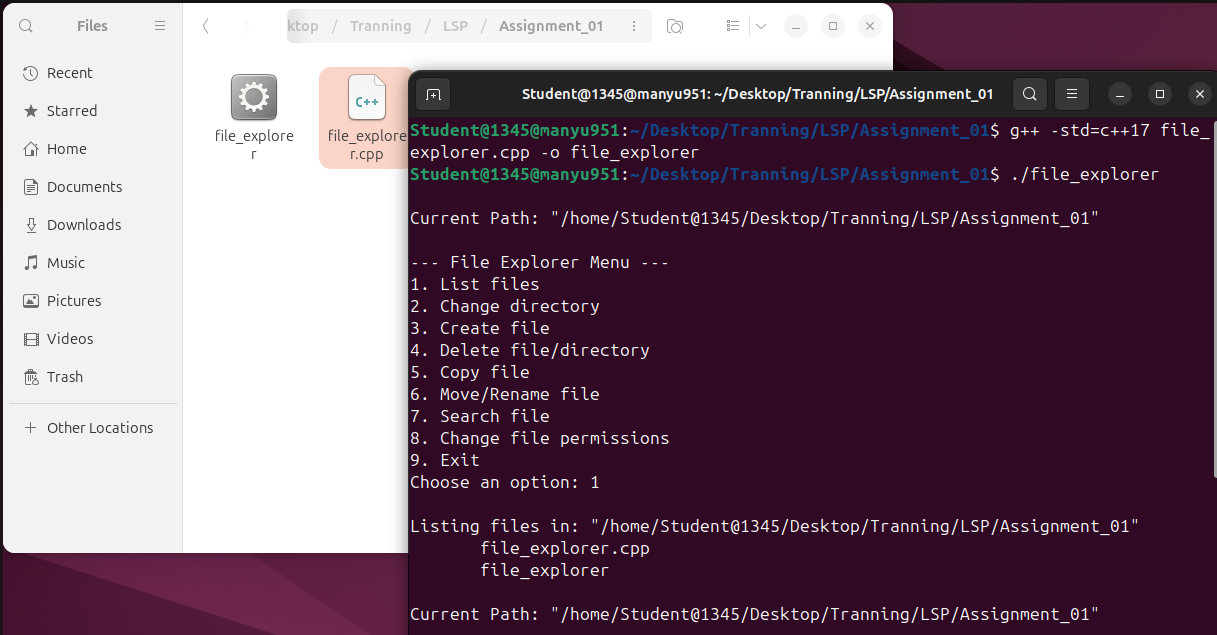 Files
Recent
Starred
Home
Documents
Downloads
Music
Pictures
Videos
Trash
Other Locations
ktop / Tranning / LSP / Assignment_01
file_explore
r
C++
file_explore
r.cpp
Student@1345@manyu951: ~/Desktop/Tranning/LSP/Assignment_01
Student@1345@manyu951:~/Desktop/Tranning/LSP/Assignment_01$ g++ -std=c++17 file_
explorer.cpp -o file_explorer
Student@1345@manyu951:~/Desktop/Tranning/LSP/Assignment_01$ ./file_explorer
Current Path: "/home/Student@1345/Desktop/Tranning/LSP/Assignment_01"
--- File Explorer Menu ---
1. List files
2. Change directory
3. Create file
4. Delete file/directory
5. Copy file
6. Move/Rename file
7. Search file
8. Change file permissions
9. Exit
Choose an option: 1
Listing files in: "/home/Student@1345/Desktop/Tranning/LSP/Assignment_01"
file_explorer.cpp
file_explorer
Current Path: "/home/Student@1345/Desktop/Tranning/LSP/Assignment_01"